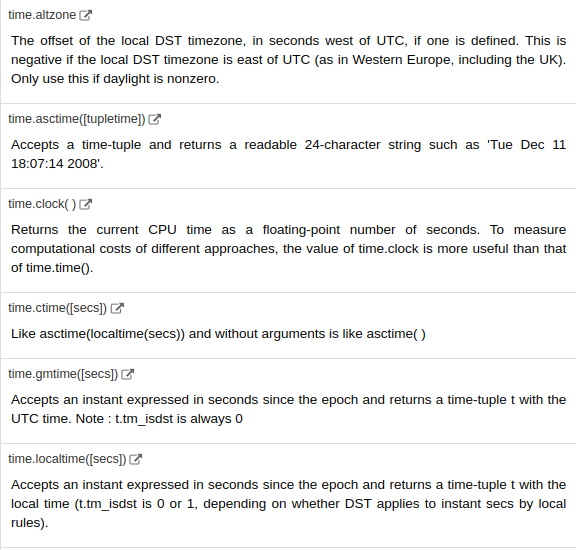 time.altzone
The offset of the local DST timezone, in seconds west of UTC, if one is defined. This is
negative if the local DST timezone is east of UTC (as in Western Europe, including the UK).
Only use this if daylight is nonzero.
time.asctime([tupletime])
Accepts a time-tuple and returns a readable 24-character string such as 'Tue Dec 11
18:07:14 2008'.
time.clock( )
Returns the current CPU time as a floating-point number of seconds. To measure
computational costs of different approaches, the value of time.clock is more useful than that
of time.time().
time.ctime([secs])
Like asctime(localtime(secs)) and without arguments is like asctime( )
time.gmtime([secs])
Accepts an instant expressed in seconds since the epoch and returns a time-tuple t with the
UTC time. Note : t.tm_isdst is always 0
time.localtime([secs])
Accepts an instant expressed in seconds since the epoch and returns a time-tuple t with the
local time (t.tm_isdst is 0 or 1, depending on whether DST applies to instant secs by local
rules).